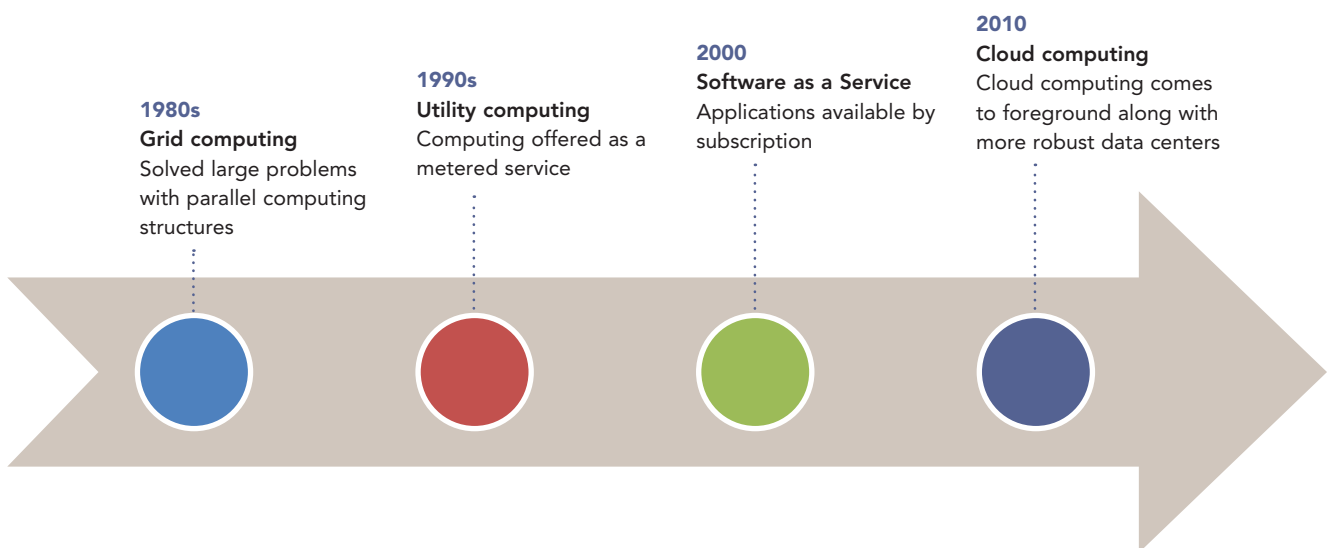 1980s
Grid computing
Solved large problems
with parallel computing
structures
1990s
Utility computing
Computing offered as a
metered service
2000
Software as a Service
Applications available by
subscription
2010
Cloud computing
Cloud computing comes
to foreground along with
more robust data centers